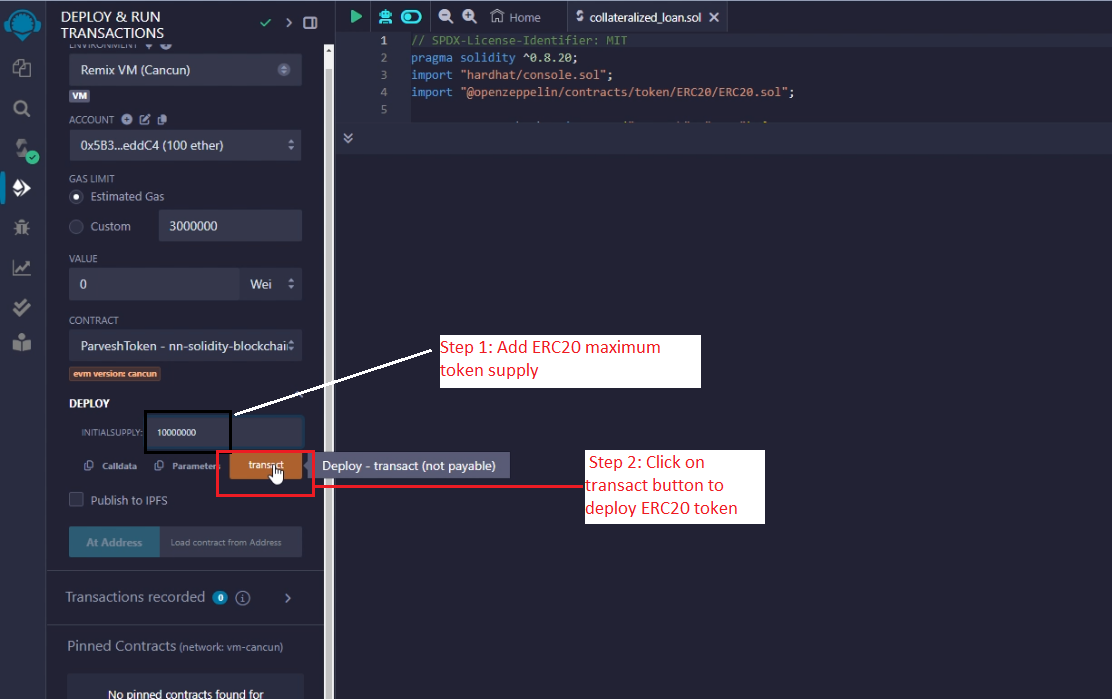 DEPLOY & RUN
TRANSACTIONS
ENVIRONMENT
Remix VM (Cancun)
VM
ACCOUNT
0x5B3...eddC4 (100 ether)
GAS LIMIT
Estimated Gas
Custom
3000000
VALUE
0
Wei
CONTRACT
ParveshToken - nn-solidity-blockchai
evm version: cancun
DEPLOY
INITIALSUPPLY:
10000000
Calldata
Parameters
transact
Deploy - transact (not payable)
Publish to IPFS
At Address
Load contract from Address
Transactions recorded 0 i
Pinned Contracts (network: vm-cancun)
No pinned contracts found for
Home
collateralized_loan.sol
1 // SPDX-License-Identifier: MIT
2 pragma solidity ^0.8.20;
3 import "hardhat/console.sol";
4 import "@openzeppelin/contracts/token/ERC20/ERC20.sol";
5
Step 1: Add ERC20 maximum
token supply
Step 2: Click on
transact button to
deploy ERC20 token